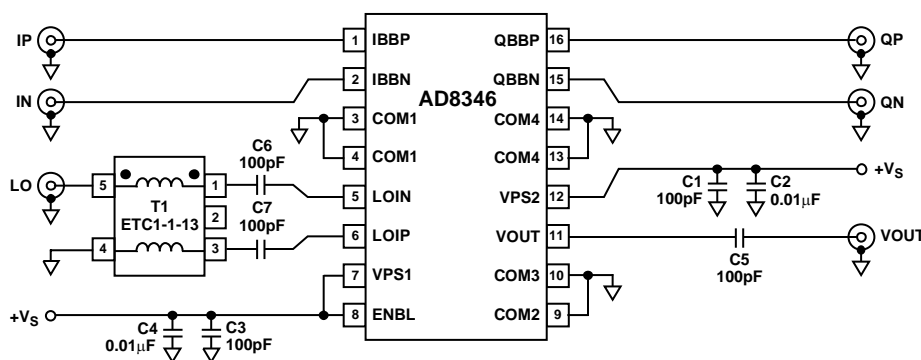 IP
1
IBBP
QBBP
16
QP
IN
2
IBBN
QBBN
15
QN
AD8346
3
COM1
COM4
14
4
COM1
COM4
13
C6
100pF
LO
5
1
T1
ETC1-1-13
2
4
3
C7
100pF
5
LOIN
VPS2
12
C1
100pF
C2
0.01µF
+VS
6
LOIP
VOUT
11
C5
100pF
VOUT
7
VPS1
COM3
10
+VS
8
ENBL
COM2
9
C4
0.01µF
C3
100pF